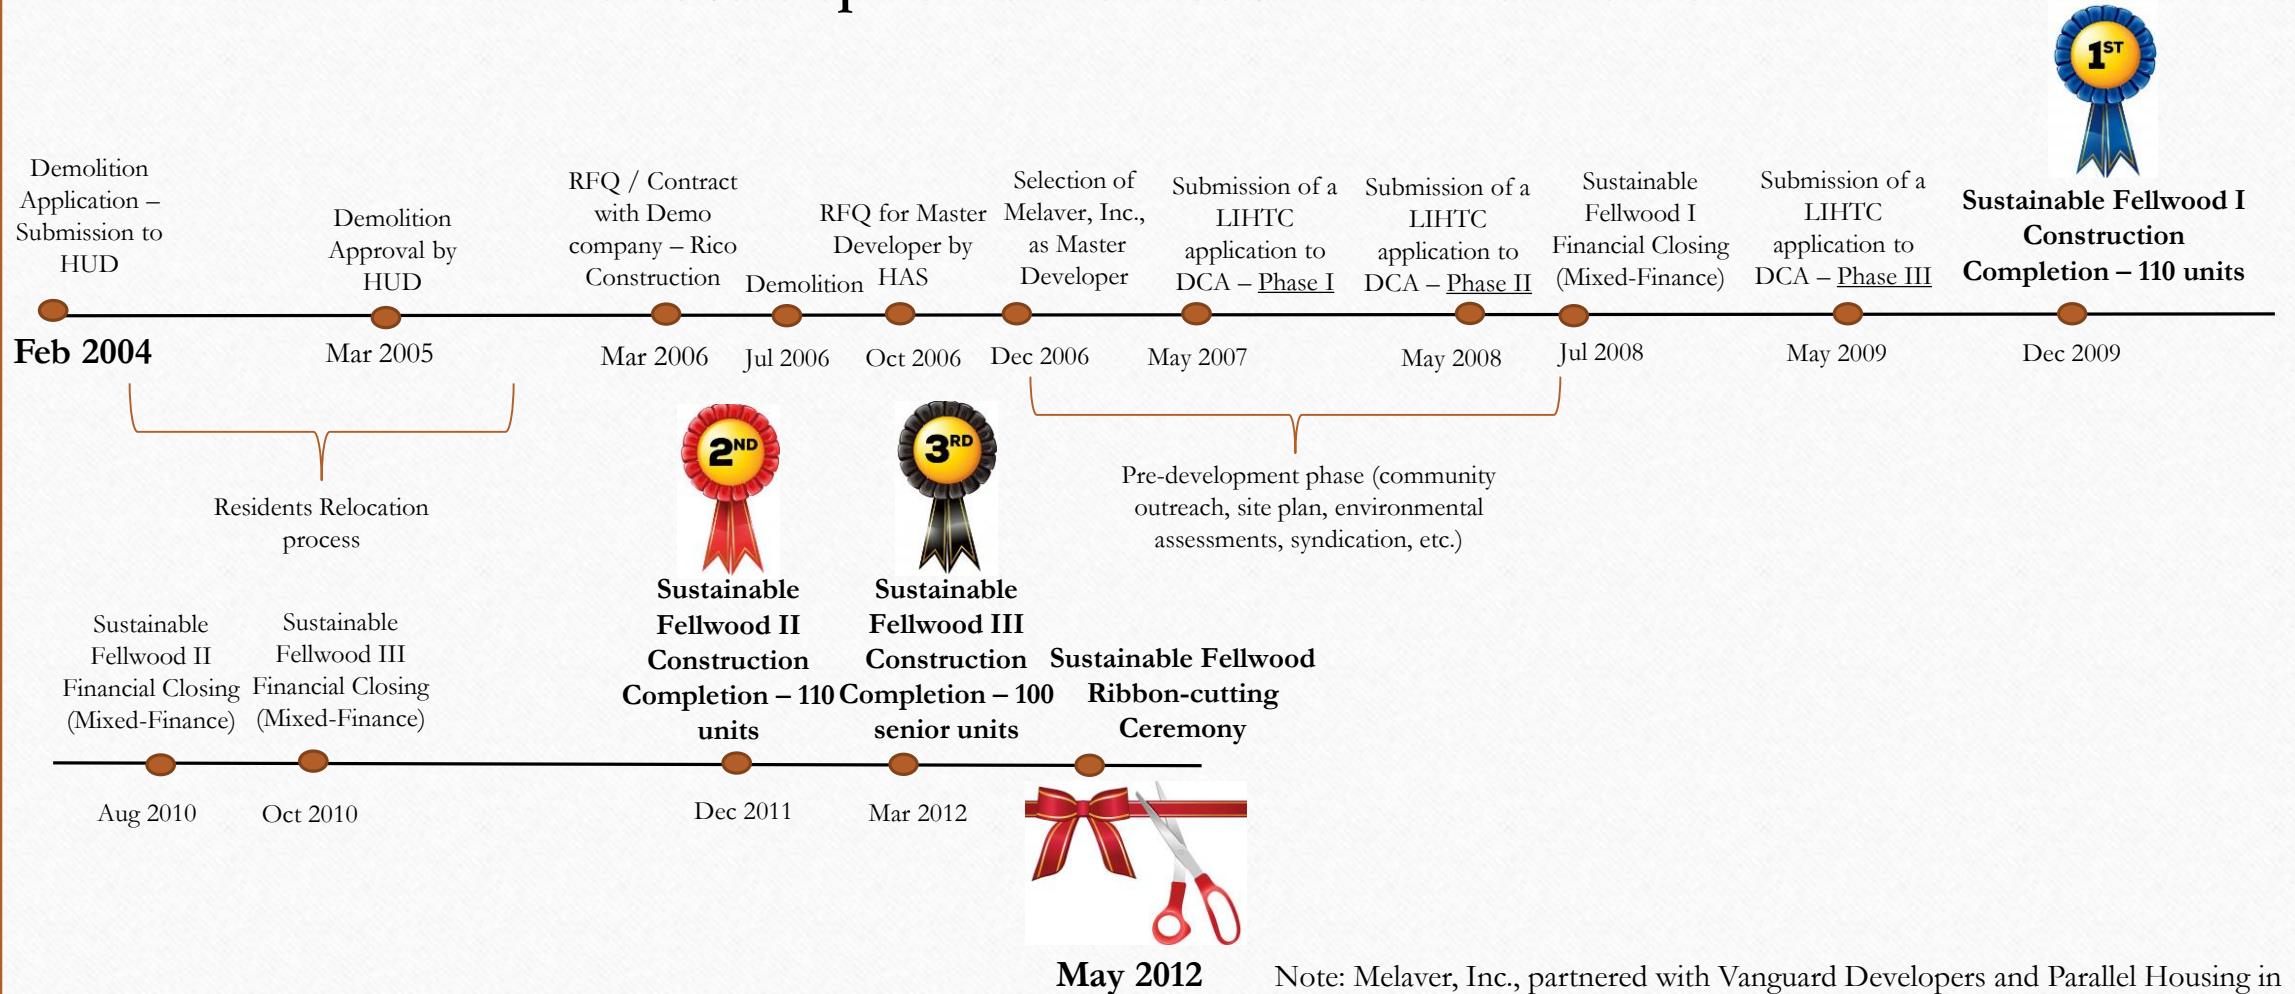 Demolition
Application –
Submission to
HUD
Feb 2004
Demolition
Approval by
HUD
Mar 2005
RFQ / Contract
with Demo
company – Rico
Construction
Mar 2006
Demolition
Jul 2006
RFQ for Master
Developer by
HAS
Oct 2006
Selection of
Melaver, Inc.,
as Master
Developer
Dec 2006
Submission of a
LIHTC
application to
DCA – Phase I
May 2007
Submission of a
LIHTC
application to
DCA – Phase II
May 2008
Sustainable
Fellwood I
Financial Closing
(Mixed-Finance)
Jul 2008
Submission of a
LIHTC
application to
DCA – Phase III
May 2009
1ST
Sustainable Fellwood I
Construction
Completion – 110 units
Dec 2009
Residents Relocation
process
Pre-development phase (community
outreach, site plan, environmental
assessments, syndication, etc.)
Sustainable
Fellwood II
Financial Closing
(Mixed-Finance)
Aug 2010
Sustainable
Fellwood III
Financial Closing
(Mixed-Finance)
Oct 2010
2ND
Sustainable
Fellwood II
Construction
Completion – 110
units
Dec 2011
3RD
Sustainable
Fellwood III
Construction
Completion – 100
senior units
Mar 2012
Sustainable Fellwood
Ribbon-cutting
Ceremony
May 2012
Note: Melaver, Inc., partnered with Vanguard Developers and Parallel Housing in